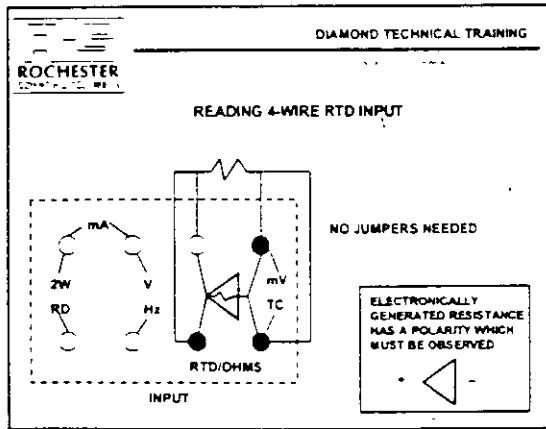 DIAMOND TECHNICAL TRAINING
ROCHESTER
READING 4-WIRE RTD INPUT
NO JUMPERS NEEDED
mA
2W
V
mV
RD
Hz
TC
RTD/OHMS
INPUT
ELECTRONICALLY
GENERATED RESISTANCE
HAS A POLARITY WHICH
MUST BE OBSERVED
+ -